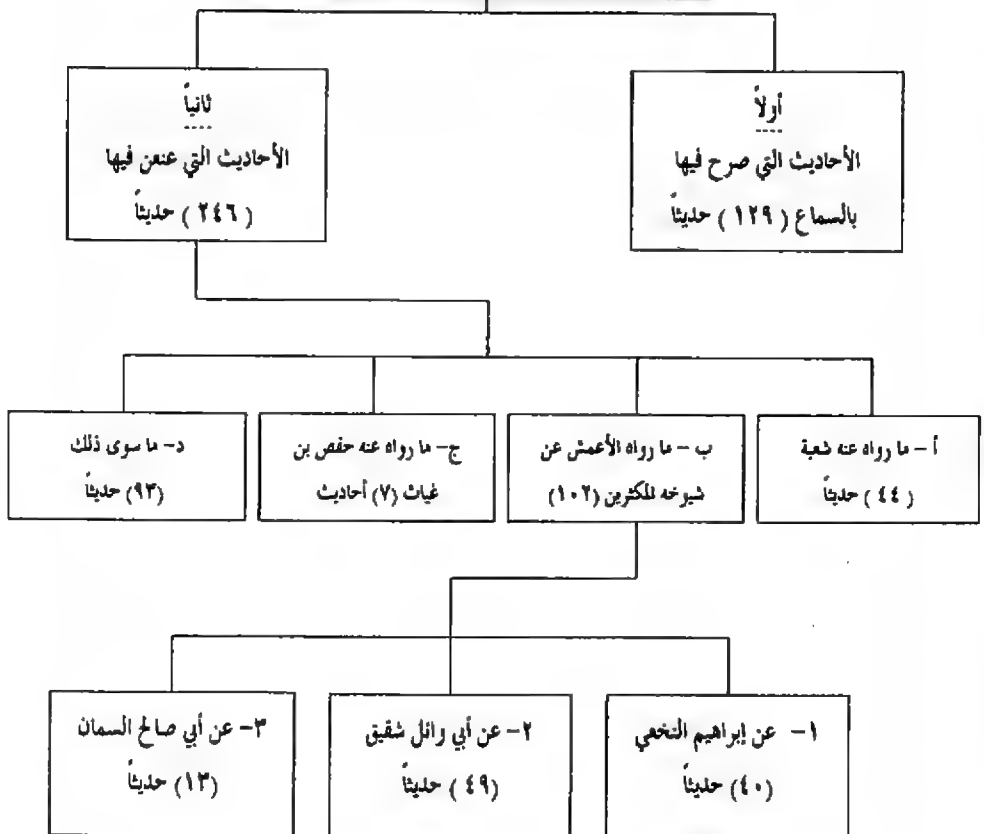 أولاً
الأحاديث التي صرح فيها
بالسماع ( ١٢٩ ) حديثاً
ثانياً
الأحاديث التي عنعن فيها
( ٢٤٦ ) حديثاً
أ – ما رواه عنه شعبة
( ٤٤ ) حديثاً
ب – ما رواه الأعمش عن
شيوخه المكثرين (١٠٢)
ج– ما رواه عنه حفص بن
غياث (٧) أحاديث
د– ما سوى ذلك
(٩٣) حديثاً
١– عن إبراهيم النخعي
(٤٠) حديثاً
٢– عن أبي وائل شقيق
(٤٩) حديثاً
٣– عن أبي صالح السمان
(١٣) حديثاً